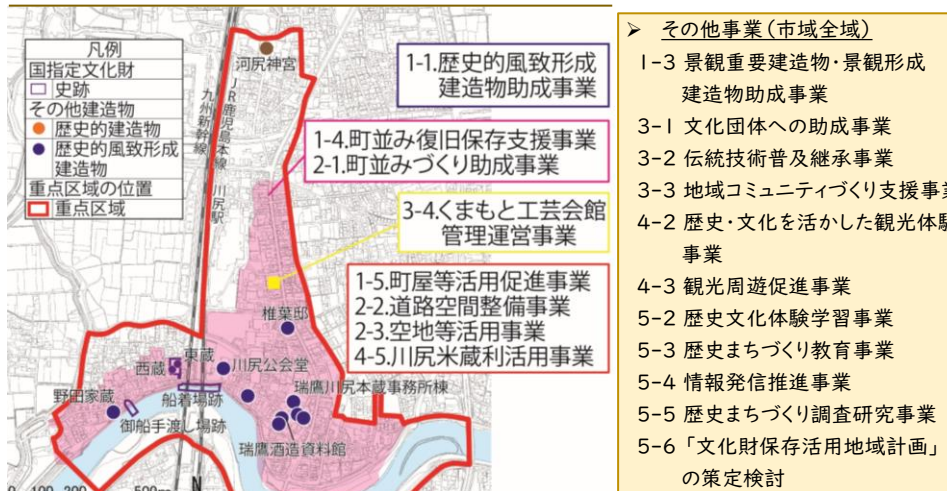 凡例
国指定文化財
史跡
その他建造物
歴史的建造物
歴史的風致形成
建造物
重点区域の位置
重点区域
河尻神宮
九州新幹線
JR鹿児島本線
川尻駅
1-1.歴史的風致形成
建造物助成事業
1-4.町並み復旧保存支援事業
2-1.町並みづくり助成事業
3-4.くまもと工芸会館
管理運営事業
1-5.町屋等活用促進事業
2-2.道路空間整備事業
2-3.空地等活用事業
4-5.川尻米蔵利活用事業
椎葉邸
東蔵
西蔵
川尻公会堂
野田家蔵
船着場跡
瑞鷹川尻本蔵事務所棟
御船手渡し場跡
瑞鷹酒造資料館
0 100 200 500m
N
➢ その他事業(市域全域)
1-3 景観重要建造物・景観形成
建造物助成事業
3-1 文化団体への助成事業
3-2 伝統技術普及継承事業
3-3 地域コミュニティづくり支援事業
4-2 歴史・文化を活かした観光体験
事業
4-3 観光周遊促進事業
5-2 歴史文化体験学習事業
5-3 歴史まちづくり教育事業
5-4 情報発信推進事業
5-5 歴史まちづくり調査研究事業
5-6 「文化財保存活用地域計画」
の策定検討